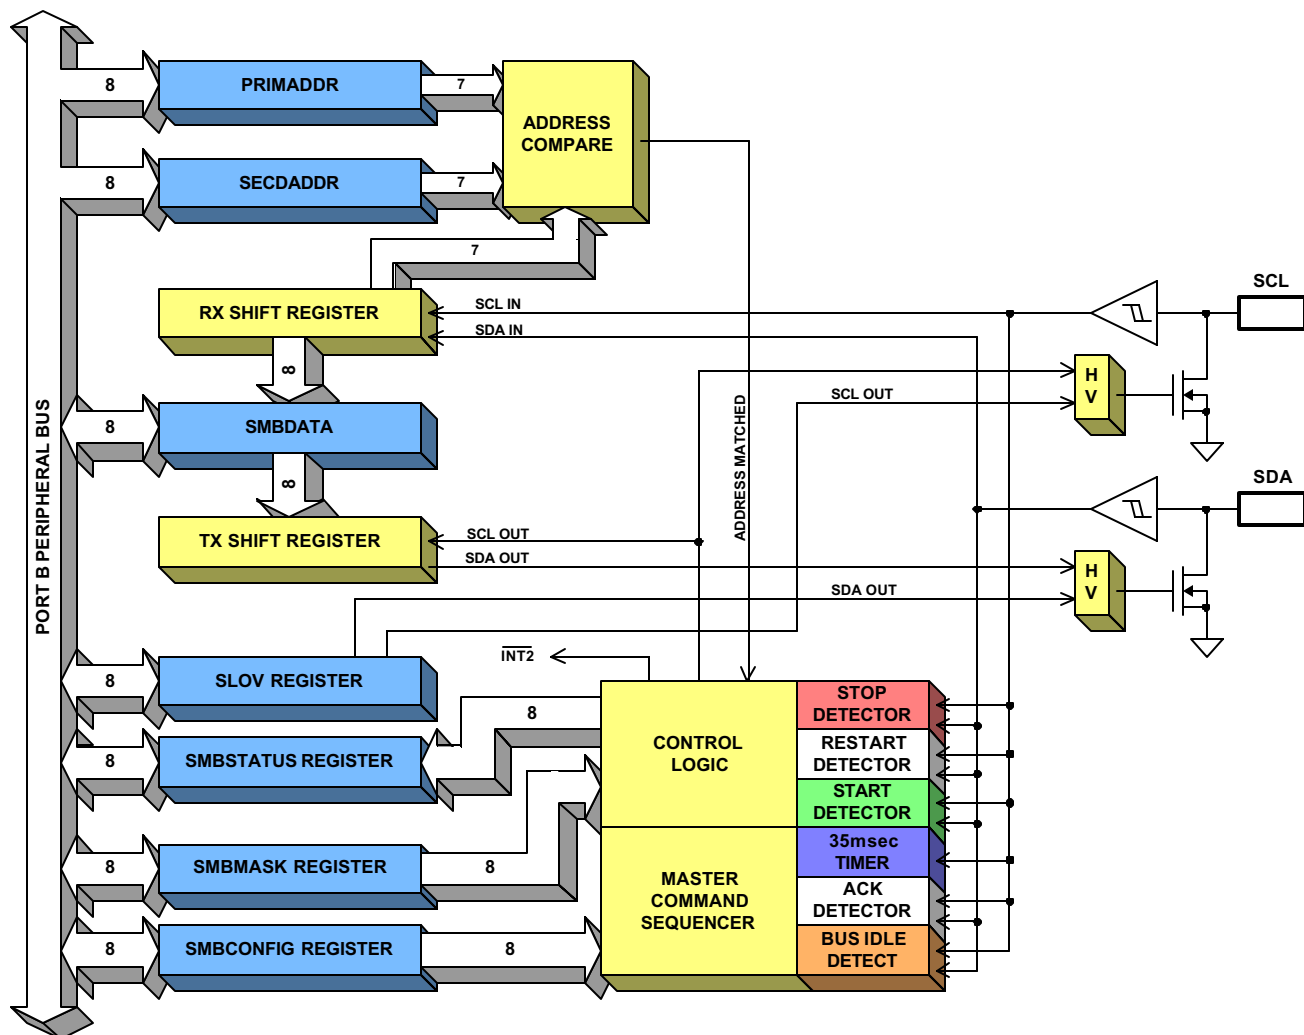 PORT B PERIPHERAL BUS
8
PRIMADDR
7
ADDRESS
COMPARE
8
SECDADDR
7
7
RX SHIFT REGISTER
SCL IN
SDA IN
SCL
8
H
V
SCL OUT
8
SMBDATA
ADDRESS MATCHED
8
SDA
TX SHIFT REGISTER
SCL OUT
SDA OUT
H
V
SDA OUT
INT2
8
SLOV REGISTER
8
8
SMBSTATUS REGISTER
CONTROL
LOGIC
STOP
DETECTOR
RESTART
DETECTOR
START
DETECTOR
8
SMBMASK REGISTER
8
MASTER
COMMAND
SEQUENCER
35msec
TIMER
ACK
DETECTOR
BUS IDLE
DETECT
8
SMBCONFIG REGISTER
8